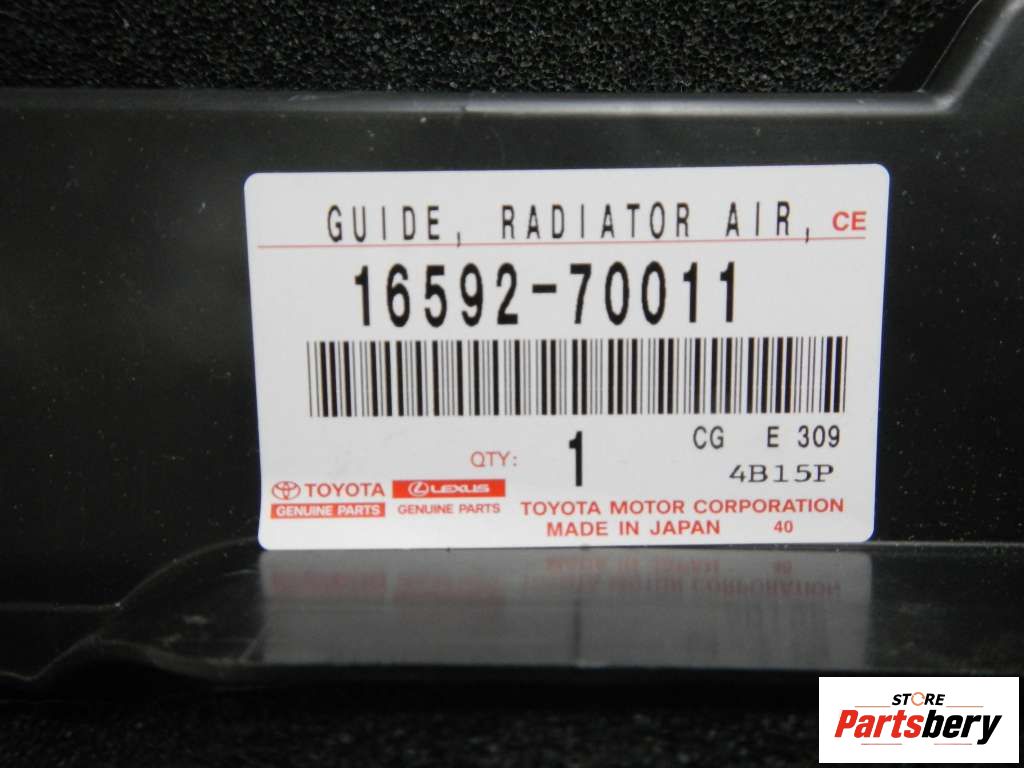 GUIDE, RADIATOR AIR, CE
16592-70011
CG E 309
QTY: 1
4B15P
TOYOTA LEXUS
GENUINE PARTS GENUINE PARTS
TOYOTA MOTOR CORPORATION
MADE IN JAPAN 40
STORE
Partsbery